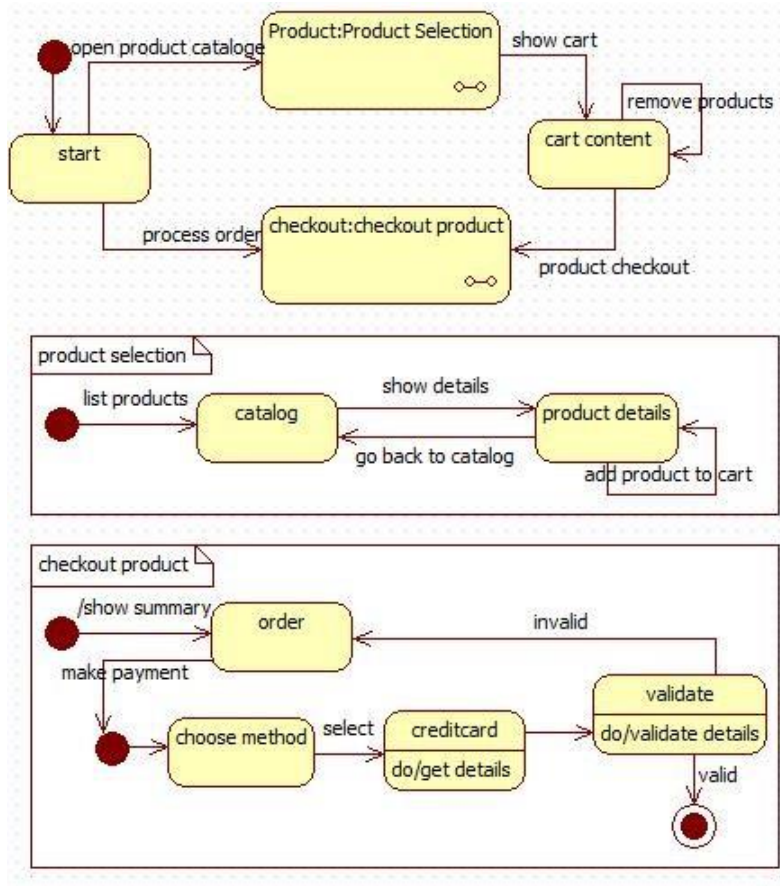 Product:Product Selection
open product cataloge
show cart
remove products
start
cart content
process order
checkout:checkout product
product checkout
product selection
list products
catalog
show details
product details
go back to catalog
add product to cart
checkout product
/show summary
order
invalid
make payment
validate
choose method
select
creditcard
do/validate details
do/get details
valid